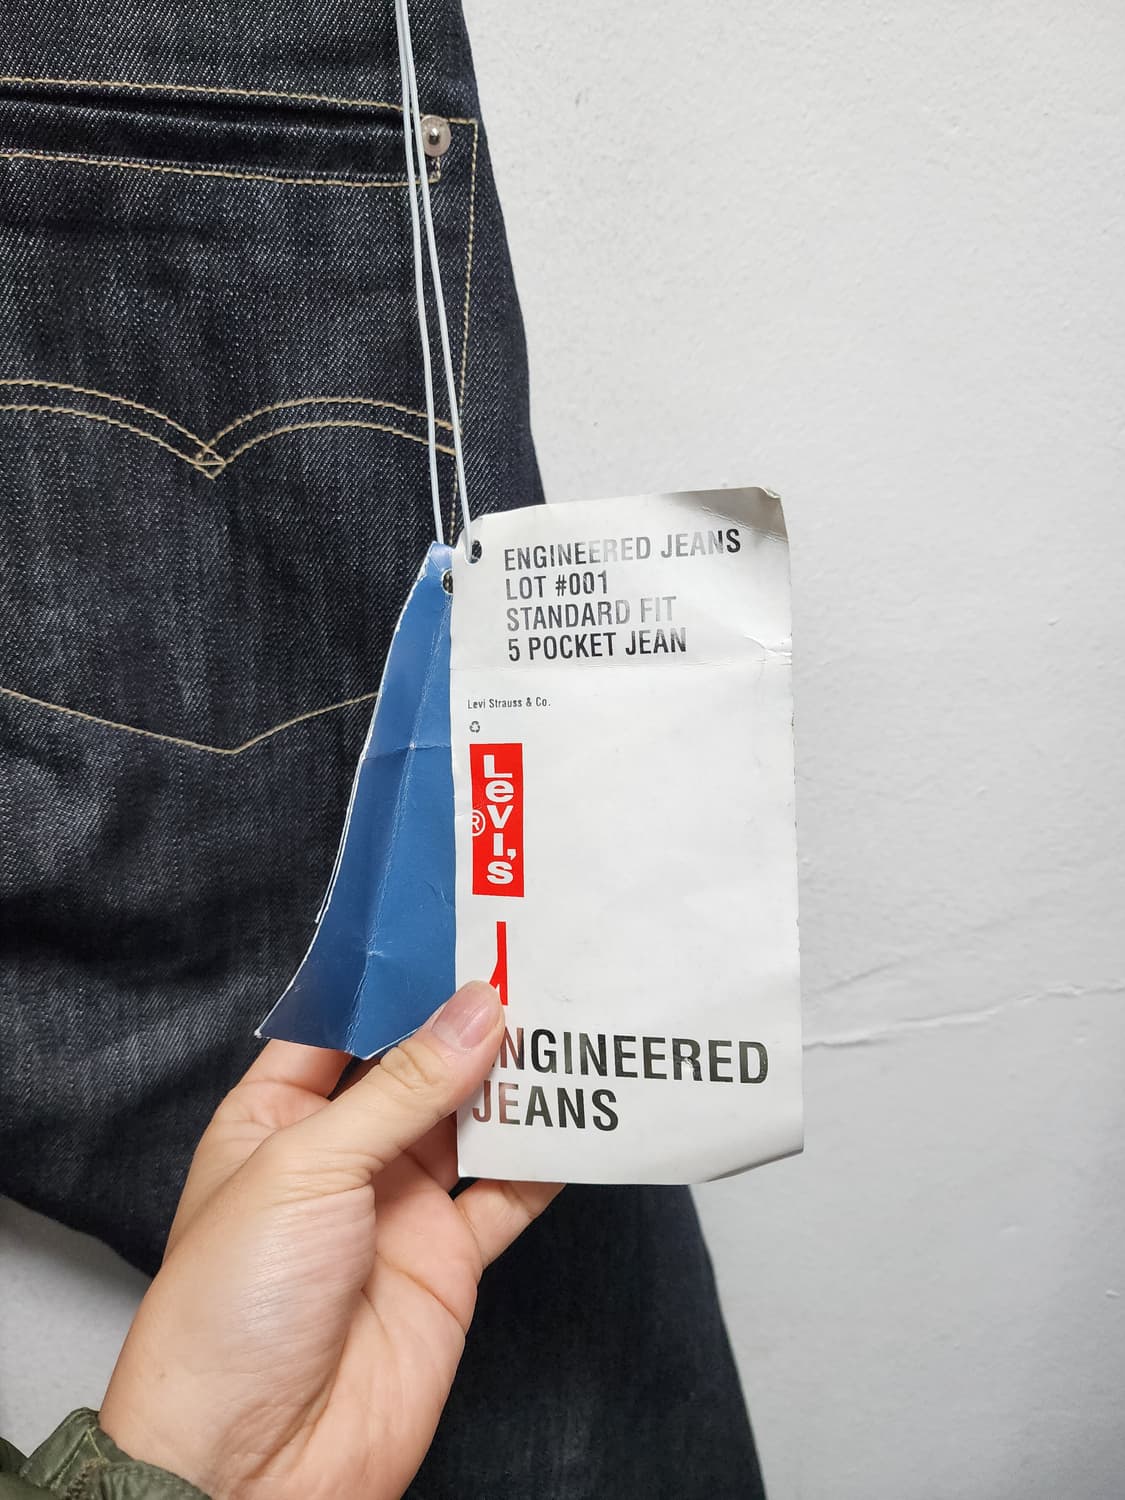 ENGINEERED JEANS
LOT #001
STANDARD FIT
5 POCKET JEAN
Levi Strauss & Co.
Levi's
®
ENGINEERED
JEANS